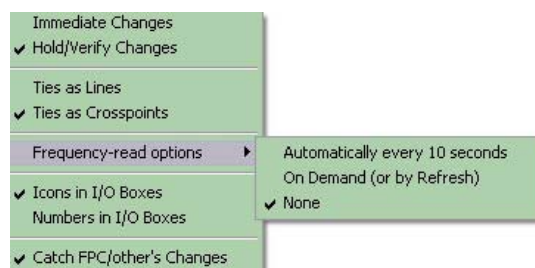 Immediate Changes
Hold/Verify Changes
Ties as Lines
Ties as Crosspoints
Frequency-read options
Automatically every 10 seconds
On Demand (or by Refresh)
None
Icons in I/O Boxes
Numbers in I/O Boxes
Catch FPC/other's Changes